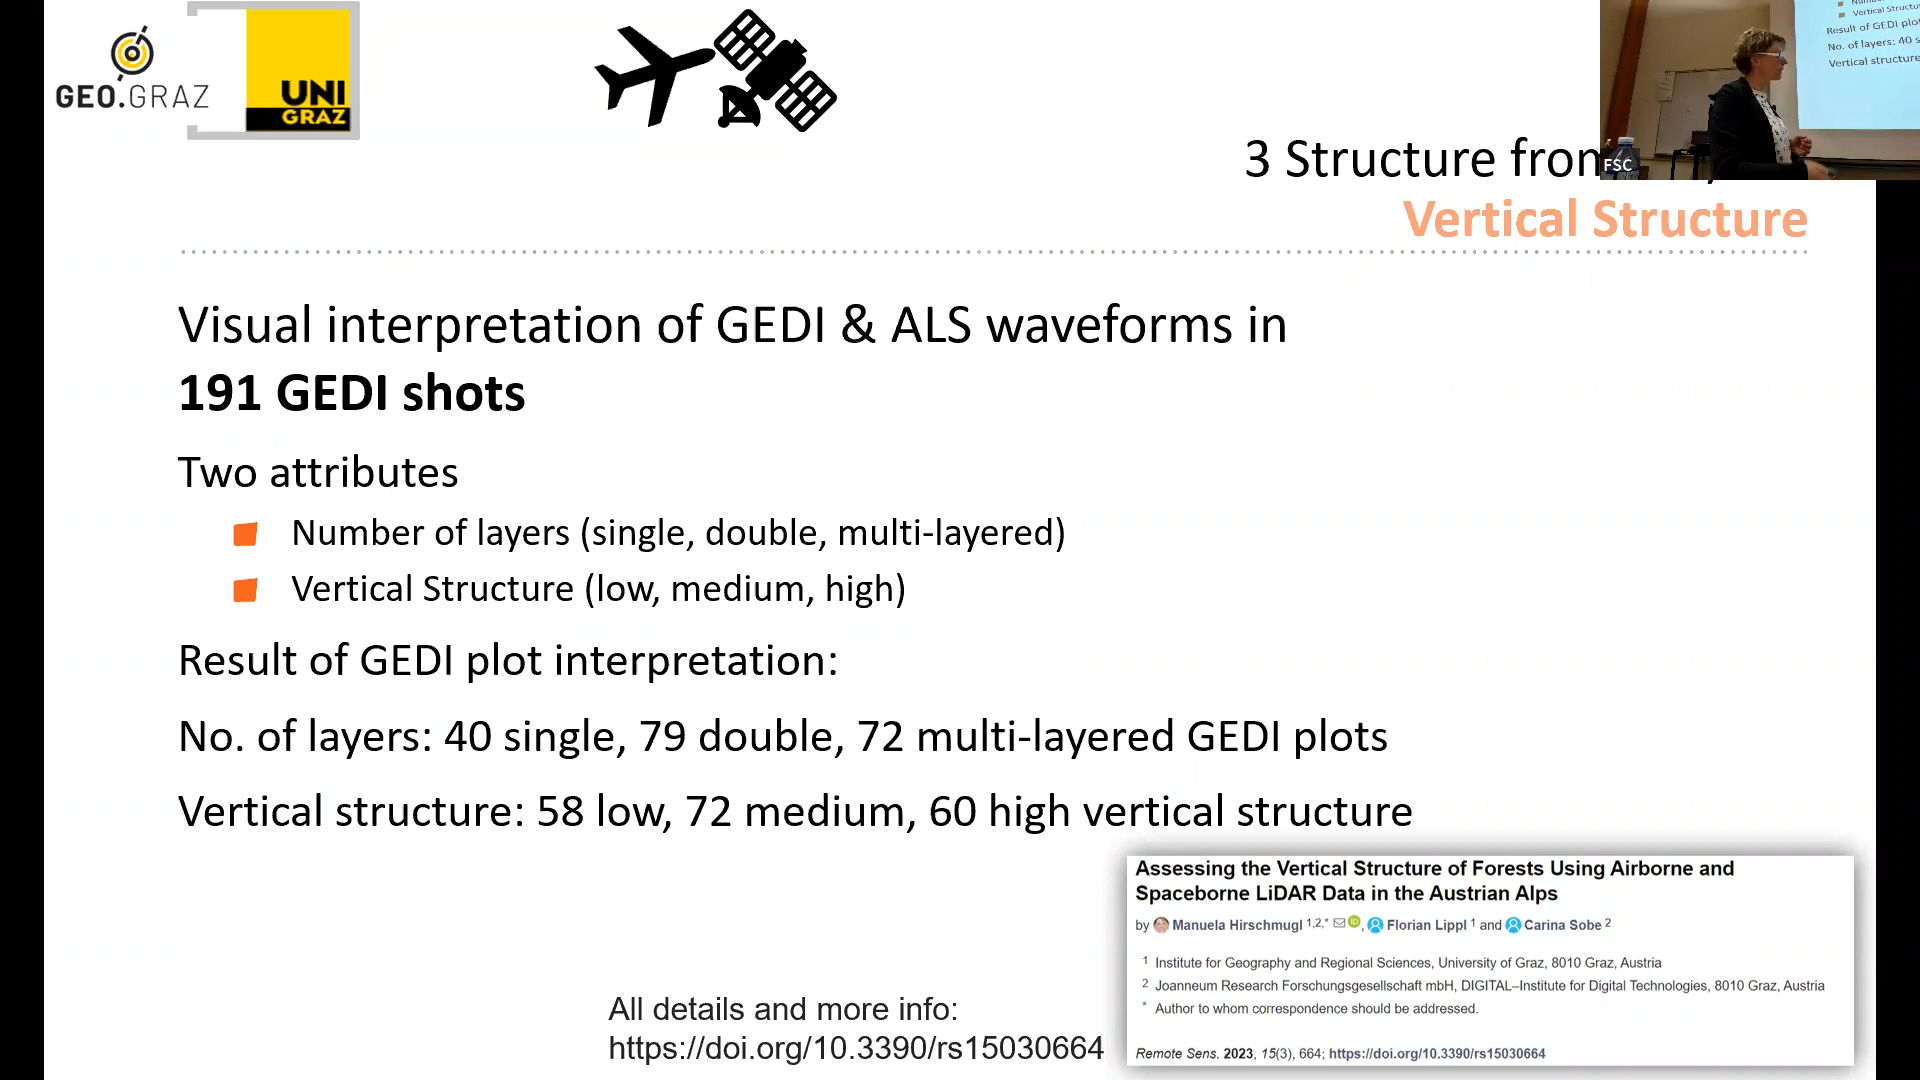 GEO.GRAZ
UNI
GRAZ
3 Structure from
Vertical Structure
Visual interpretation of GEDI & ALS waveforms in
191 GEDI shots
Two attributes
Number of layers (single, double, multi-layered)
Vertical Structure (low, medium, high)
Result of GEDI plot interpretation:
No. of layers: 40 single, 79 double, 72 multi-layered GEDI plots
Vertical structure: 58 low, 72 medium, 60 high vertical structure
Assessing the Vertical Structure of Forests Using Airborne and
Spaceborne LiDAR Data in the Austrian Alps
by Manuela Hirschmugl 1,2,* iD, Florian Lippl 1 and Carina Sobe 2
1 Institute for Geography and Regional Sciences, University of Graz, 8010 Graz, Austria
2 Joanneum Research Forschungsgesellschaft mbH, DIGITAL–Institute for Digital Technologies, 8010 Graz, Austria
* Author to whom correspondence should be addressed.
Remote Sens. 2023, 15(3), 664; https://doi.org/10.3390/rs15030664
All details and more info:
https://doi.org/10.3390/rs15030664
FSC
Vertical Structu
Result of GEDI plot
No. of layers: 40 s
Vertical structure